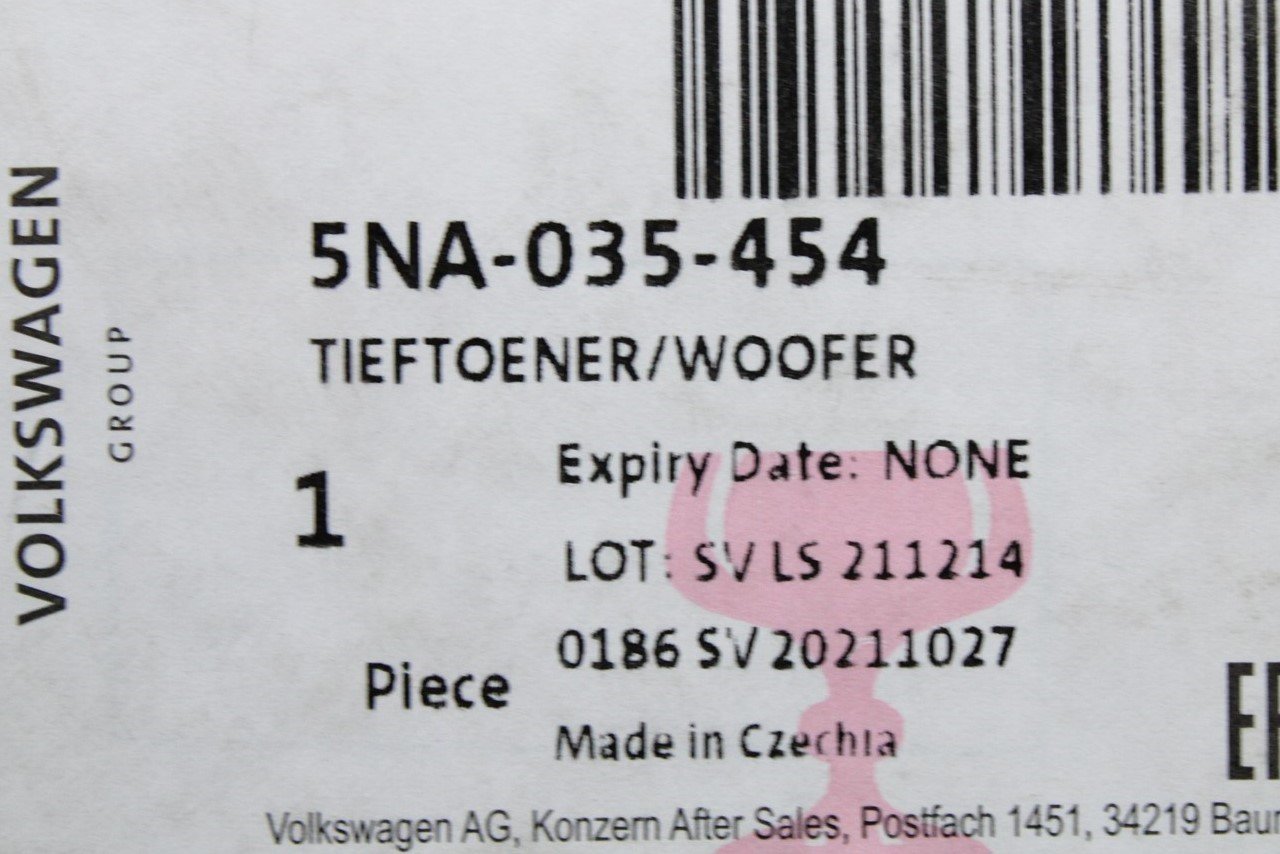 VOLKSWAGEN
GROUP
5NA-035-454
TIEFTOENER/WOOFER
1
Piece
Expiry Date: NONE
LOT: SV LS 211214
0186 SV 20211027
Made in Czechia
Volkswagen AG, Konzern After Sales, Postfach 1451, 34219